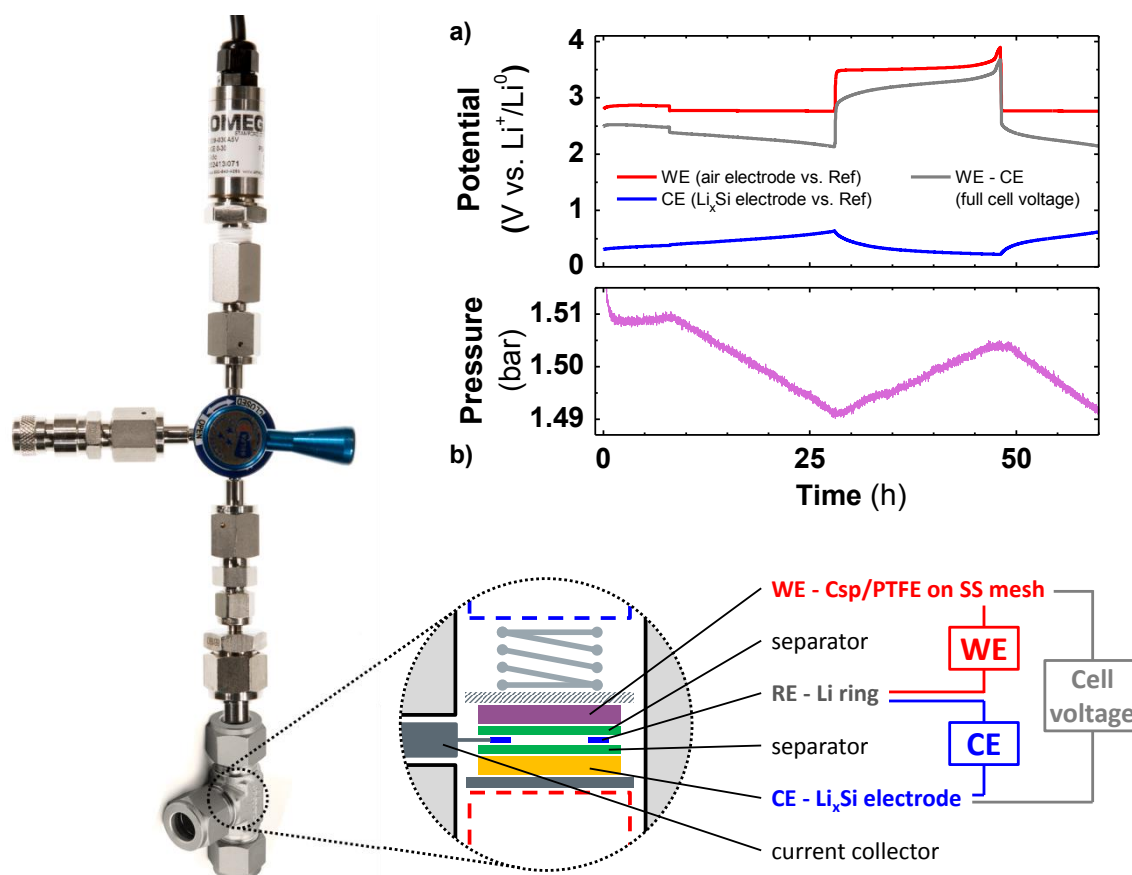 OMEG
a)
4
3
2
1
0
Potential
(V vs. Li⁺/Li⁰)
WE (air electrode vs. Ref)
CE (LiₓSi electrode vs. Ref)
WE - CE
(full cell voltage)
1.51
1.50
1.49
Pressure
(bar)
b)
0
25
50
Time (h)
OPEN
CLOSED
WE - Csp/PTFE on SS mesh
separator
RE - Li ring
separator
CE - LiₓSi electrode
current collector
WE
CE
Cell
voltage